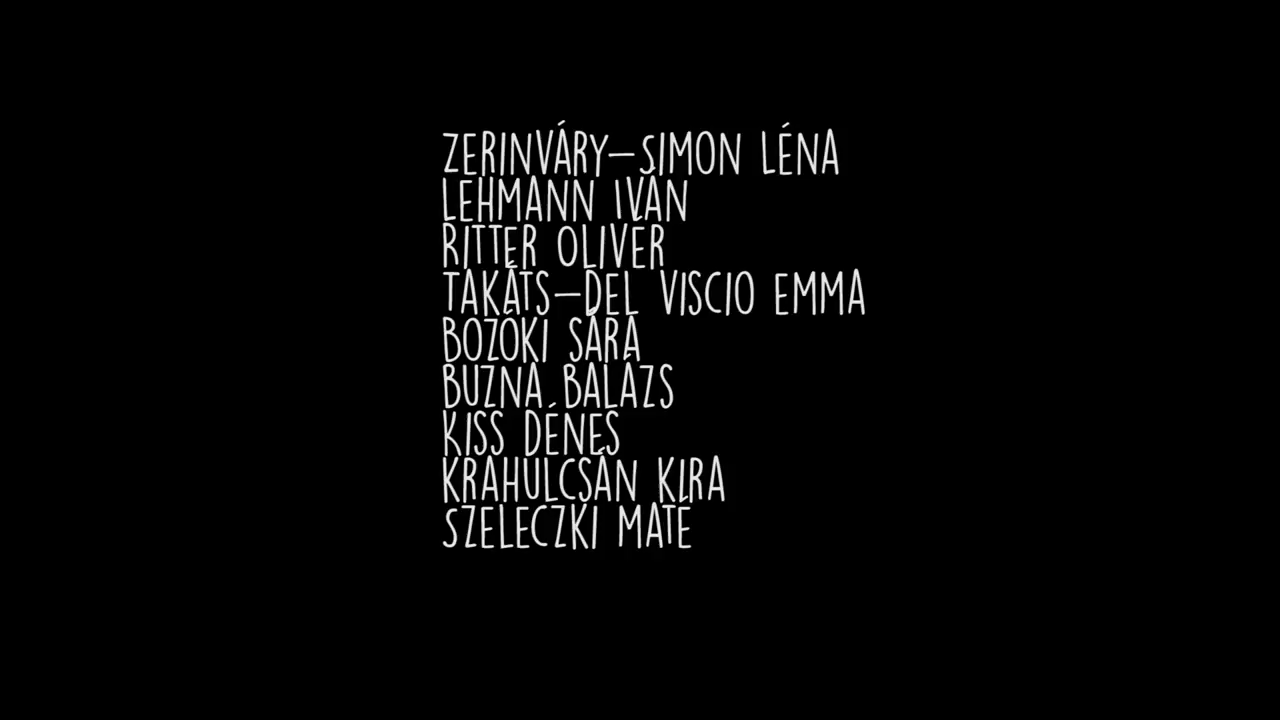 ZERINVÁRY-SIMON LÉNA
LEHMANN IVÁN
RITTER OLIVÉR
TAKÁTS-DEL VISCIO EMMA
BOZÓKI SÁRA
BUZNA BALÁZS
KISS DÉNES
KRAHULCSÁN KIRA
SZELECZKI MÁTÉ